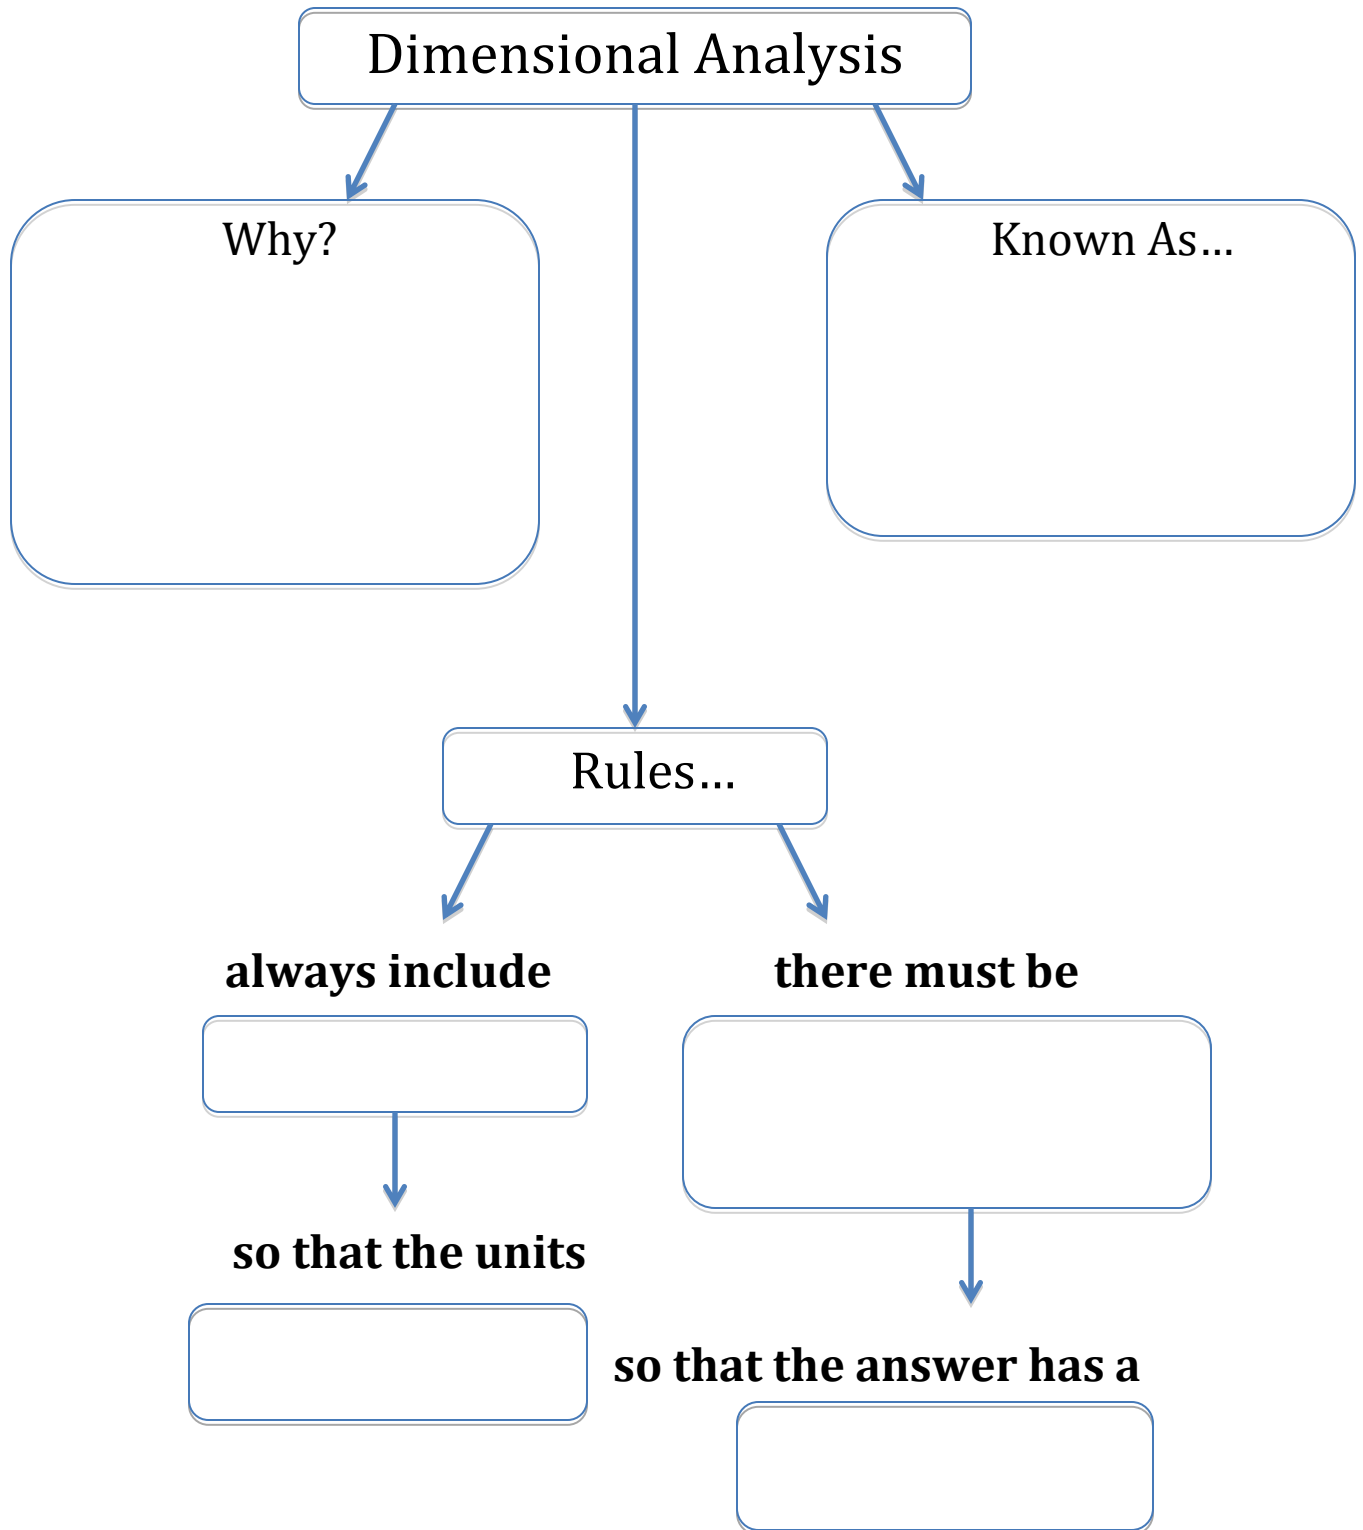 Dimensional Analysis
Why?
Known As...
Rules...
always include
there must be
so that the units
so that the answer has a